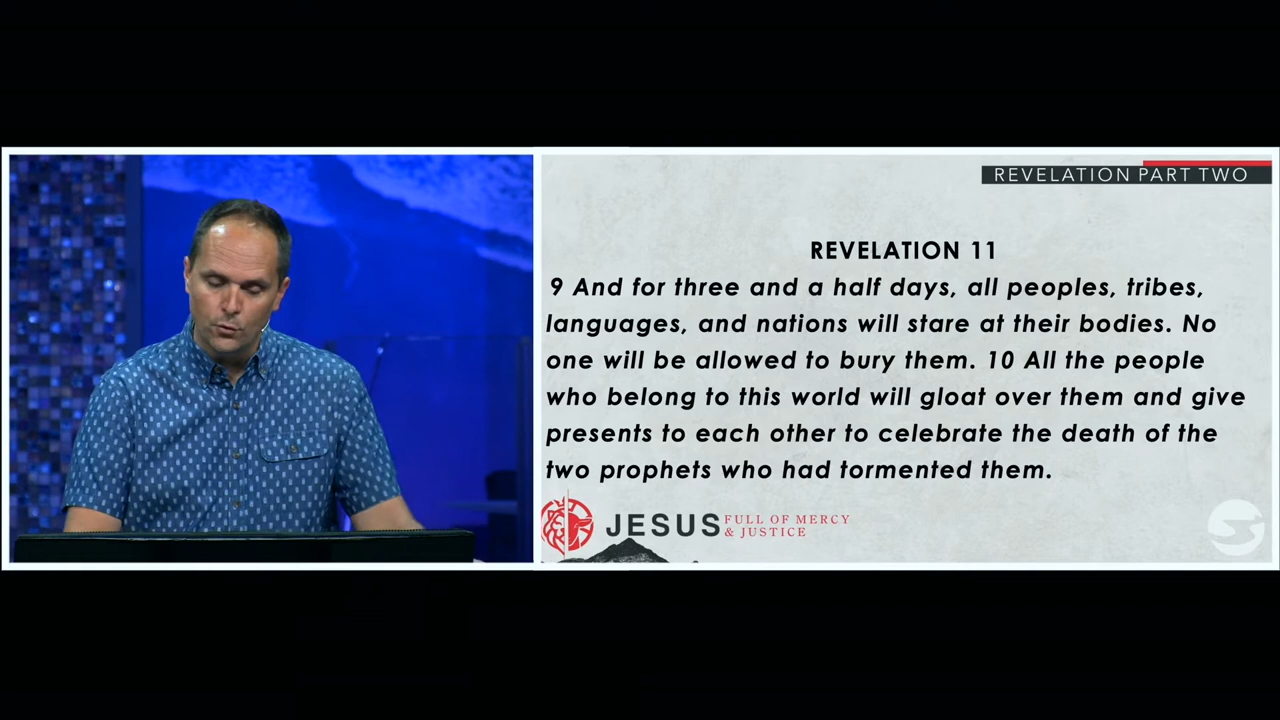 REVELATION PART TWO
REVELATION 11
9 And for three and a half days, all peoples, tribes,
languages, and nations will stare at their bodies. No
one will be allowed to bury them. 10 All the people
who belong to this world will gloat over them and give
presents to each other to celebrate the death of the
two prophets who had tormented them.
JESUS FULL OF MERCY
& JUSTICE